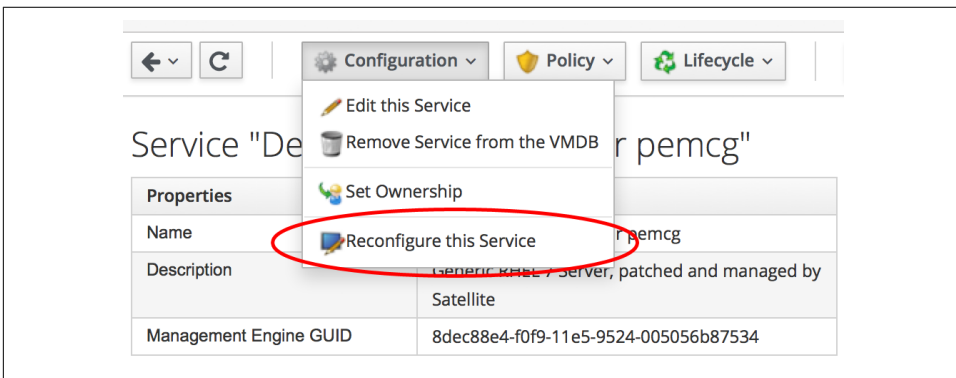 Configuration Policy Lifecycle
Edit this Service
Remove Service from the VMDB
Set Ownership
Reconfigure this Service
Service "De r pemcg"
Properties
Name r pemcg
Description Generic RHEL 7 Server, patched and managed by
Satellite
Management Engine GUID 8dec88e4-f0f9-11e5-9524-005056b87534